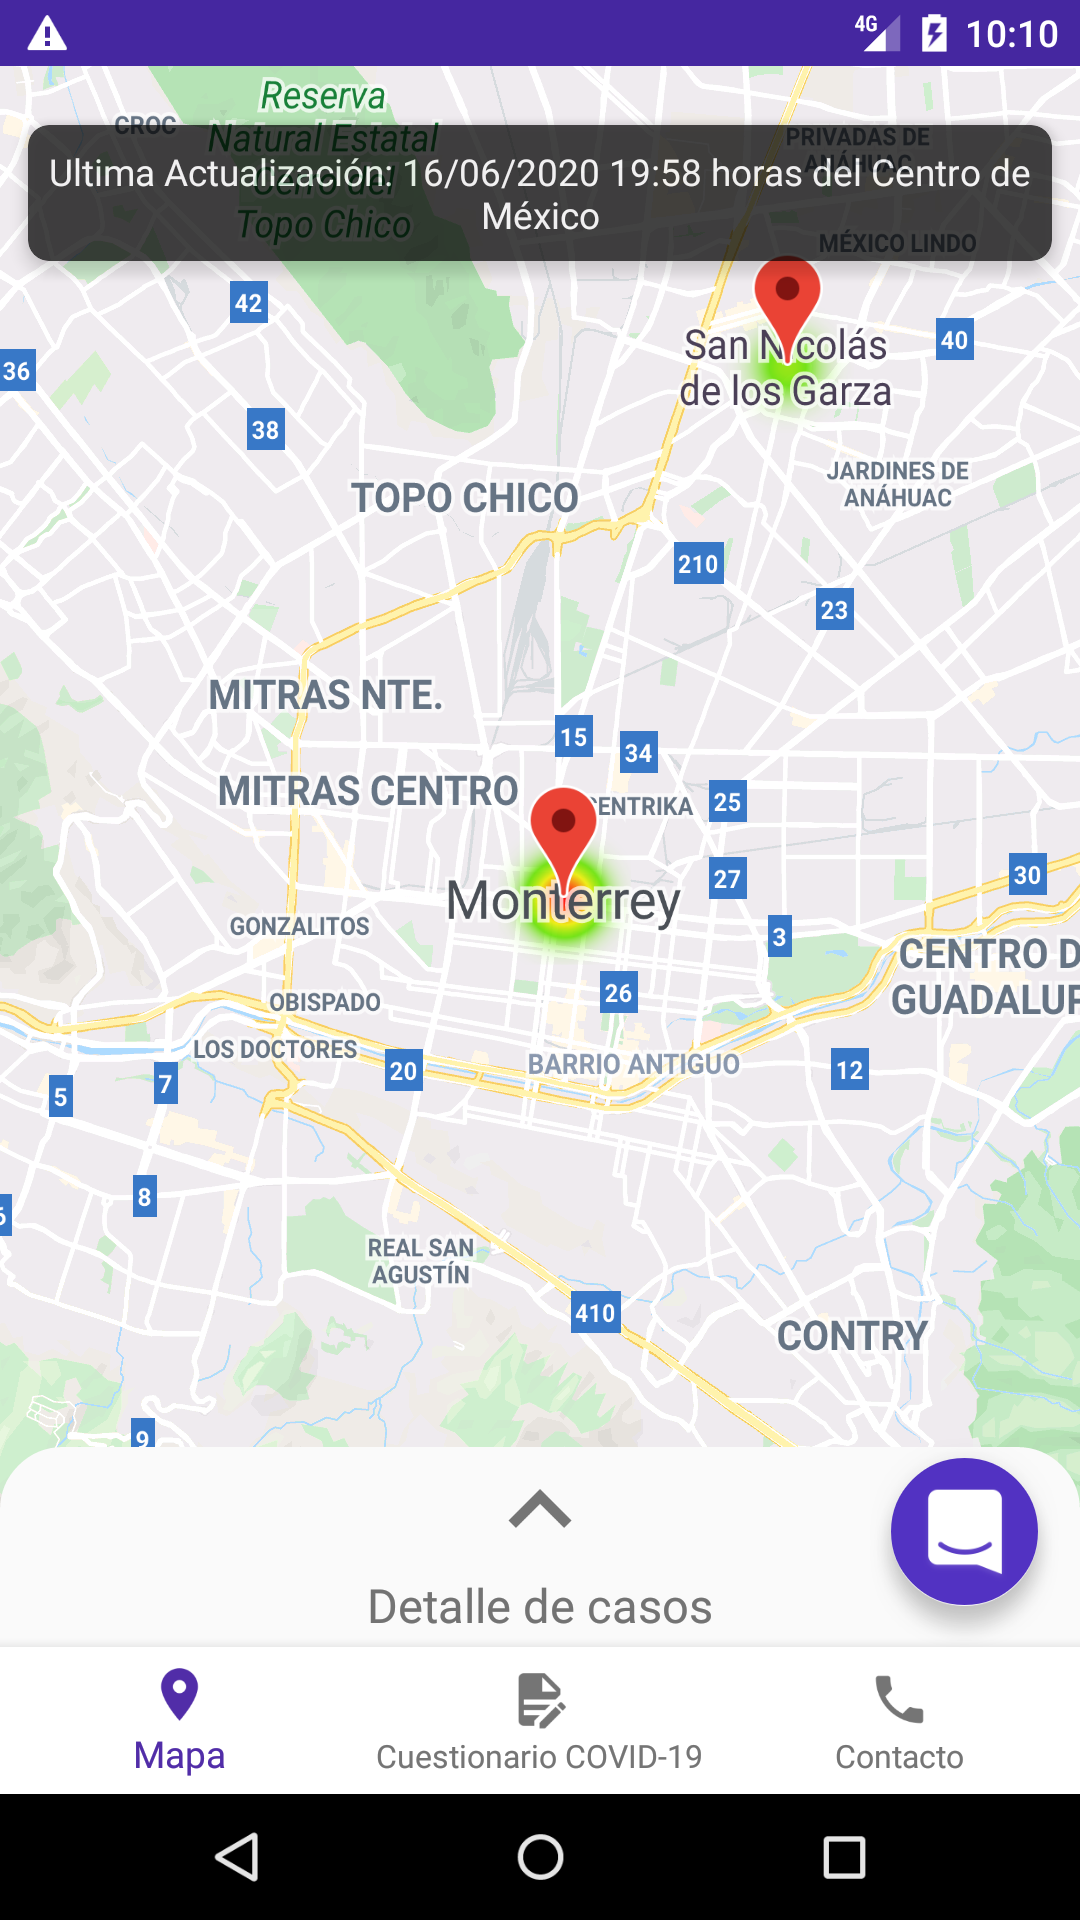 4G
10:10
Reserva
Natural Estatal
Cerro del
Topo Chico
CROC
PRIVADAS DE
ANÁHUAC
Ultima Actualización: 16/06/2020 19:58 horas del Centro de
México
MÉXICO LINDO
42
40
36
San Nicolás
de los Garza
38
JARDINES DE
ANÁHUAC
TOPO CHICO
210
23
MITRAS NTE.
15
34
MITRAS CENTRO
CENTRIKA
25
27
30
Monterrey
GONZALITOS
3
CENTRO D
GUADALUP
26
OBISPADO
LOS DOCTORES
20
BARRIO ANTIGUO
12
7
5
8
6
REAL SAN
AGUSTÍN
410
CONTRY
9
Detalle de casos
Mapa
Cuestionario COVID-19
Contacto